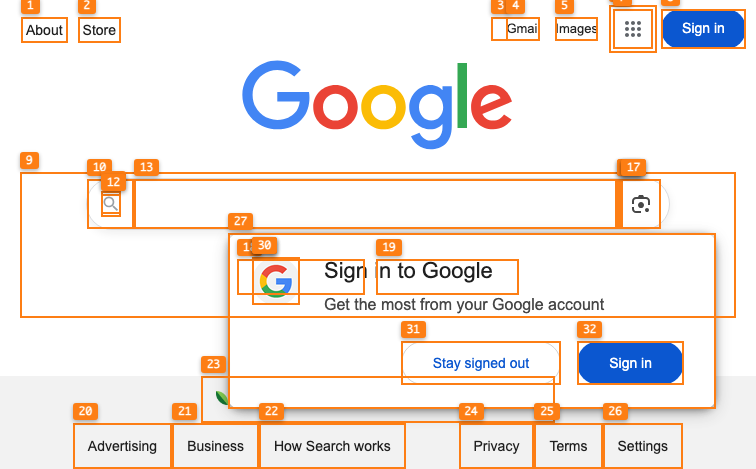 1
2
3
4
5
About
Store
Gmai
Images
Sign in
Google
9
10
12
13
17
27
30
19
Sign in to Google
Get the most from your Google account
31
32
Stay signed out
Sign in
23
20
21
22
24
25
26
Advertising
Business
How Search works
Privacy
Terms
Settings